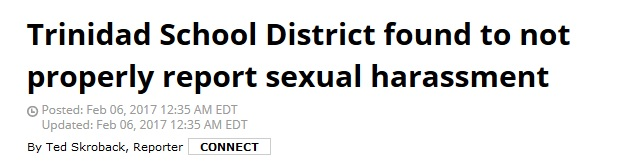 Trinidad School District found to not
properly report sexual harassment
Posted: Feb 06, 2017 12:35 AM EDT
Updated: Feb 06, 2017 12:35 AM EDT
By Ted Skroback, Reporter CONNECT